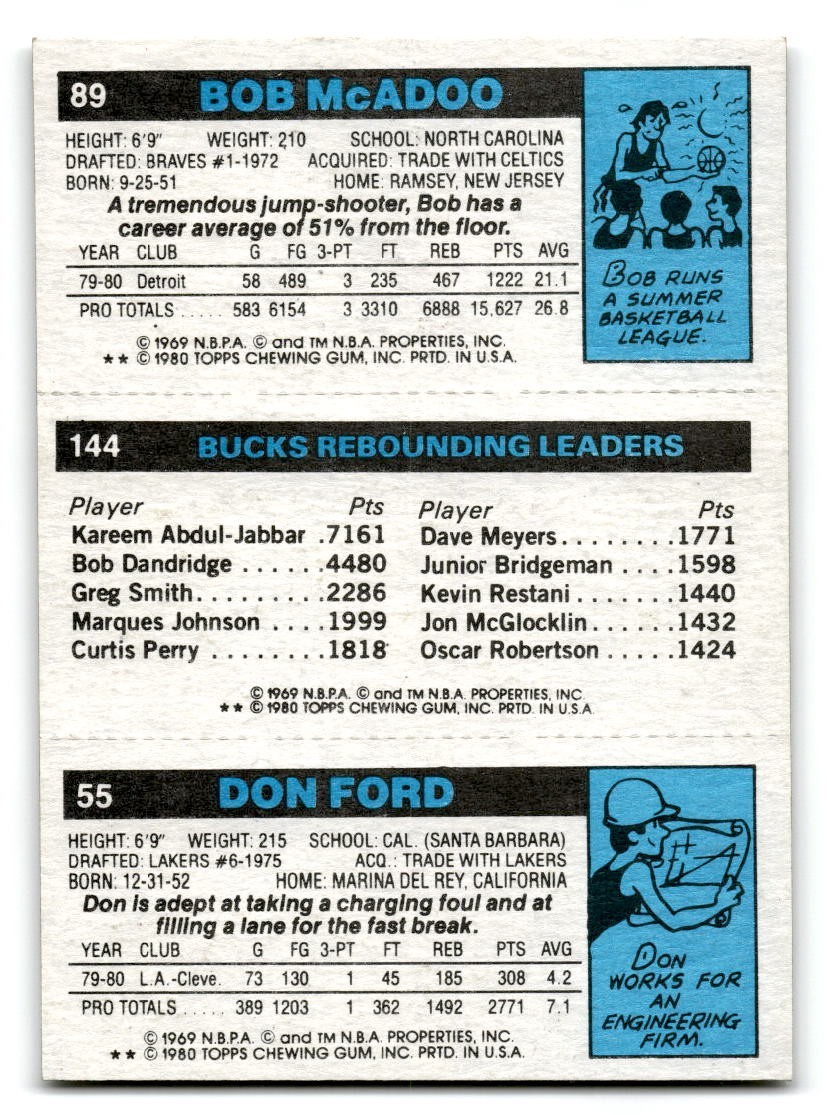 89 BOB McADOO
HEIGHT: 6'9" WEIGHT: 210 SCHOOL: NORTH CAROLINA
DRAFTED: BRAVES #1-1972 ACQUIRED: TRADE WITH CELTICS
BORN: 9-25-51 HOME: RAMSEY, NEW JERSEY
A tremendous jump-shooter, Bob has a
career average of 51% from the floor.
YEAR CLUB G FG 3-PT FT REB PTS AVG
79-80 Detroit 58 489 3 235 467 1222 21.1
PRO TOTALS ..... 583 6154 3 3310 6888 15,627 26.8
© 1969 N.B.P.A. © and TM N.B.A. PROPERTIES, INC.
★★ © 1980 TOPPS CHEWING GUM, INC. PRTD. IN U.S.A.
BOB RUNS
A SUMMER
BASKETBALL
LEAGUE.
144 BUCKS REBOUNDING LEADERS
Player Pts Player Pts
Kareem Abdul-Jabbar .7161 Dave Meyers.........1771
Bob Dandridge ......4480 Junior Bridgeman ....1598
Greg Smith..........2286 Kevin Restani.......1440
Marques Johnson ....1999 Jon McGlocklin......1432
Curtis Perry ........1818 Oscar Robertson .....1424
© 1969 N.B.P.A. © and TM N.B.A. PROPERTIES, INC.
★★ © 1980 TOPPS CHEWING GUM, INC. PRTD. IN U.S.A.
55 DON FORD
HEIGHT: 6'9" WEIGHT: 215 SCHOOL: CAL. (SANTA BARBARA)
DRAFTED: LAKERS #6-1975 ACQ.: TRADE WITH LAKERS
BORN: 12-31-52 HOME: MARINA DEL REY, CALIFORNIA
Don is adept at taking a charging foul and at
filling a lane for the fast break.
YEAR CLUB G FG 3-PT FT REB PTS AVG
79-80 L.A.-Cleve. 73 130 1 45 185 308 4.2
PRO TOTALS ..... 389 1203 1 362 1492 2771 7.1
© 1969 N.B.P.A. © and TM N.B.A. PROPERTIES, INC.
★★ © 1980 TOPPS CHEWING GUM, INC. PRTD. IN U.S.A.
DON
WORKS FOR
AN
ENGINEERING
FIRM.